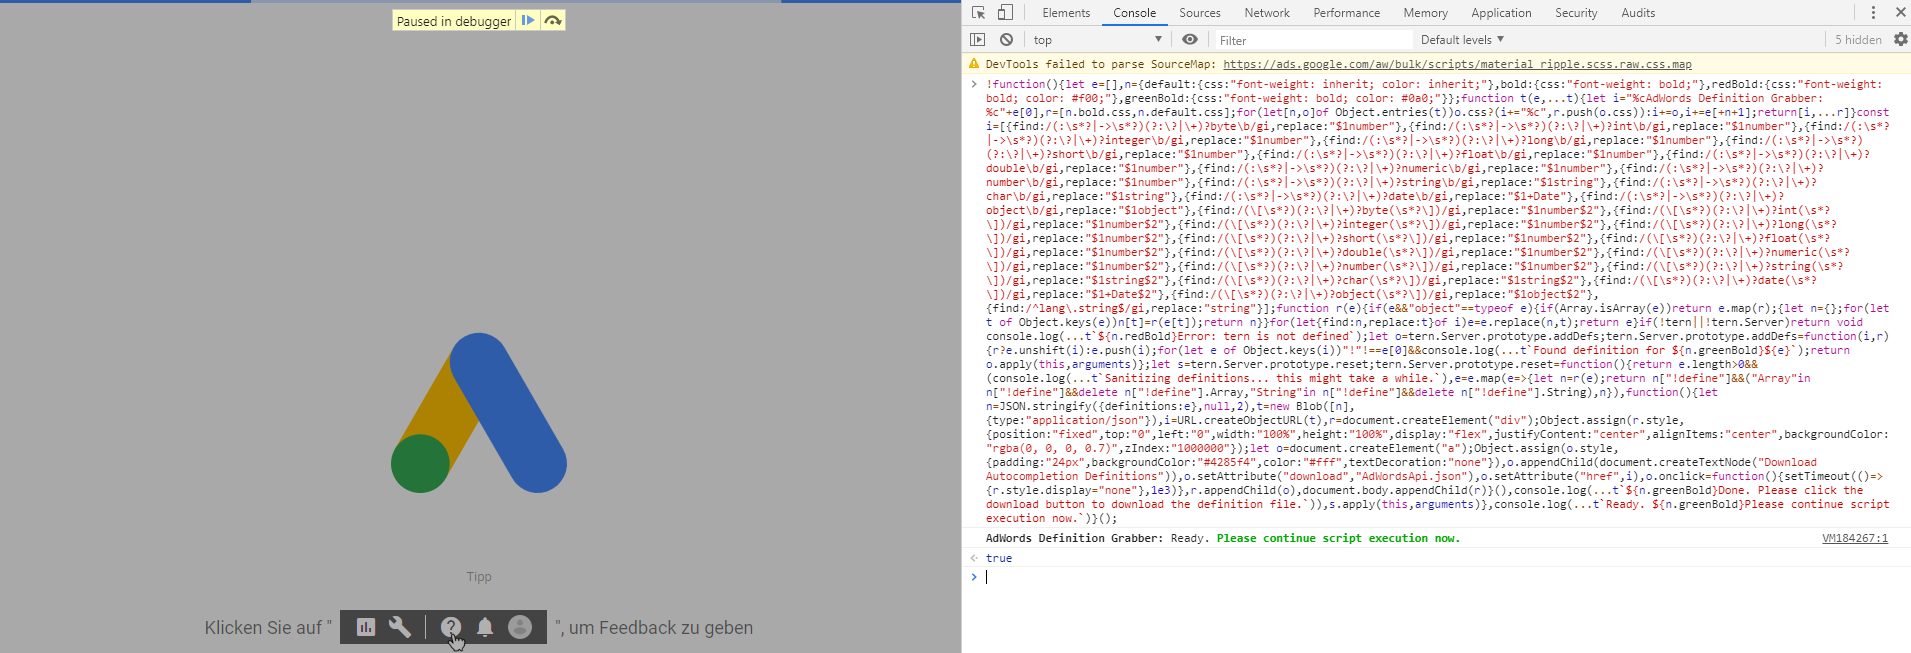 Paused in debugger
Tipp
Klicken Sie auf "
", um Feedback zu geben
Elements Console Sources Network Performance Memory Application Security Audits
top Filter Default levels 5 hidden
DevTools failed to parse SourceMap: https://ads.google.com/aw/bulk/scripts/material_ripple.scss.raw.css.map
!function(){let e=[],n={default:{css:"font-weight: inherit; color: inherit;"},bold:{css:"font-weight: bold;"},redBold:{css:"font-weight:
bold; color: #f00;"},greenBold:{css:"font-weight: bold; color: #0a0;"}};function t(e,...t){let i="%cAdWords Definition Grabber:
%c"+e[0],r=[n.bold.css,n.default.css];for(let[n,o]of Object.entries(t))o.css?(i+="%c",r.push(o.css)):i+=o,i+=e[+n+1];return[i,...r]}const
i=[{find:/(:\s*?|->\s*?)(?:\?|\+)?byte\b/gi,replace:"$1number"},{find:/(:\s*?|->\s*?)(?:\?|\+)?int\b/gi,replace:"$1number"},{find:/(:\s*?
|->\s*?)(?:\?|\+)?integer\b/gi,replace:"$1number"},{find:/(:\s*?|->\s*?)(?:\?|\+)?long\b/gi,replace:"$1number"},{find:/(:\s*?|->\s*?)
(?:\?|\+)?short\b/gi,replace:"$1number"},{find:/(:\s*?|->\s*?)(?:\?|\+)?float\b/gi,replace:"$1number"},{find:/(:\s*?|->\s*?)(?:\?|\+)?
double\b/gi,replace:"$1number"},{find:/(:\s*?|->\s*?)(?:\?|\+)?numeric\b/gi,replace:"$1number"},{find:/(:\s*?|->\s*?)(?:\?|\+)?
number\b/gi,replace:"$1number"},{find:/(:\s*?|->\s*?)(?:\?|\+)?string\b/gi,replace:"$1string"},{find:/(:\s*?|->\s*?)(?:\?|\+)?
char\b/gi,replace:"$1string"},{find:/(:\s*?|->\s*?)(?:\?|\+)?date\b/gi,replace:"$1+Date"},{find:/(:\s*?|->\s*?)(?:\?|\+)?
object\b/gi,replace:"$1object"},{find:/(\[\s*?)(?:\?|\+)?byte(\s*?\])/gi,replace:"$1number$2"},{find:/(\[\s*?)(?:\?|\+)?int(\s*?
\])/gi,replace:"$1number$2"},{find:/(\[\s*?)(?:\?|\+)?integer(\s*?\])/gi,replace:"$1number$2"},{find:/(\[\s*?)(?:\?|\+)?long(\s*?
\])/gi,replace:"$1number$2"},{find:/(\[\s*?)(?:\?|\+)?short(\s*?\])/gi,replace:"$1number$2"},{find:/(\[\s*?)(?:\?|\+)?float(\s*?
\])/gi,replace:"$1number$2"},{find:/(\[\s*?)(?:\?|\+)?double(\s*?\])/gi,replace:"$1number$2"},{find:/(\[\s*?)(?:\?|\+)?numeric(\s*?
\])/gi,replace:"$1number$2"},{find:/(\[\s*?)(?:\?|\+)?number(\s*?\])/gi,replace:"$1number$2"},{find:/(\[\s*?)(?:\?|\+)?string(\s*?
\])/gi,replace:"$1string$2"},{find:/(\[\s*?)(?:\?|\+)?char(\s*?\])/gi,replace:"$1string$2"},{find:/(\[\s*?)(?:\?|\+)?date(\s*?
\])/gi,replace:"$1+Date$2"},{find:/(\[\s*?)(?:\?|\+)?object(\s*?\])/gi,replace:"$1object$2"},
{find:/^lang\.string$/gi,replace:"string"}];function r(e){if(e&&"object"==typeof e){if(Array.isArray(e))return e.map(r);{let n={};for(let
t of Object.keys(e))n[t]=r(e[t]);return n}}for(let{find:n,replace:t}of i)e=e.replace(n,t);return e}if(!tern||!tern.Server)return void
console.log(...t`${n.redBold}Error: tern is not defined`);let o=tern.Server.prototype.addDefs;tern.Server.prototype.addDefs=function(i,r)
{r?e.unshift(i):e.push(i);for(let e of Object.keys(i))"!"!==e[0]&&console.log(...t`Found definition for ${n.greenBold}${e}`);return
o.apply(this,arguments)};let s=tern.Server.prototype.reset;tern.Server.prototype.reset=function(){return e.length>0&&
(console.log(...t`Sanitizing definitions... this might take a while.`),e=e.map(e=>{let n=r(e);return n["!define"]&&("Array"in
n["!define"]&&delete n["!define"].Array,"String"in n["!define"]&&delete n["!define"].String),n}),function(){let
n=JSON.stringify({definitions:e},null,2),t=new Blob([n],
{type:"application/json"}),i=URL.createObjectURL(t),r=document.createElement("div");Object.assign(r.style,
{position:"fixed",top:"0",left:"0",width:"100%",height:"100%",display:"flex",justifyContent:"center",alignItems:"center",backgroundColor:
"rgba(0, 0, 0, 0.7)",zIndex:"1000000"});let o=document.createElement("a");Object.assign(o.style,
{padding:"24px",backgroundColor:"#4285f4",color:"#fff",textDecoration:"none"}),o.appendChild(document.createTextNode("Download
Autocompletion Definitions")),o.setAttribute("download","AdWordsApi.json"),o.setAttribute("href",i),o.onclick=function(){setTimeout(()=>
{r.style.display="none"},1e3)},r.appendChild(o),document.body.appendChild(r)}(),console.log(...t`${n.greenBold}Done. Please click the
download button to download the definition file.`)),s.apply(this,arguments)},console.log(...t`Ready. ${n.greenBold}Please continue script
execution now.`)}();
AdWords Definition Grabber: Ready. Please continue script execution now. VM184267:1
true